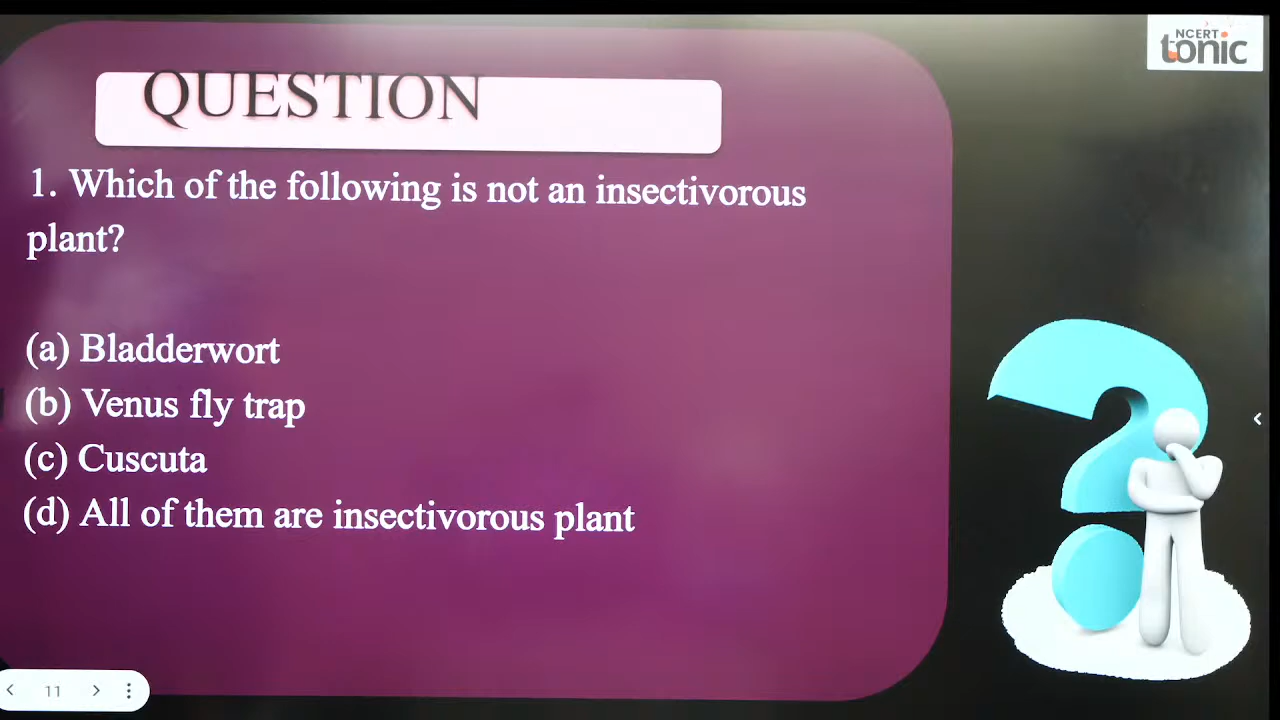 NCERT
tonic
QUESTION
1. Which of the following is not an insectivorous
plant?
(a) Bladderwort
(b) Venus fly trap
(c) Cuscuta
(d) All of them are insectivorous plant
11